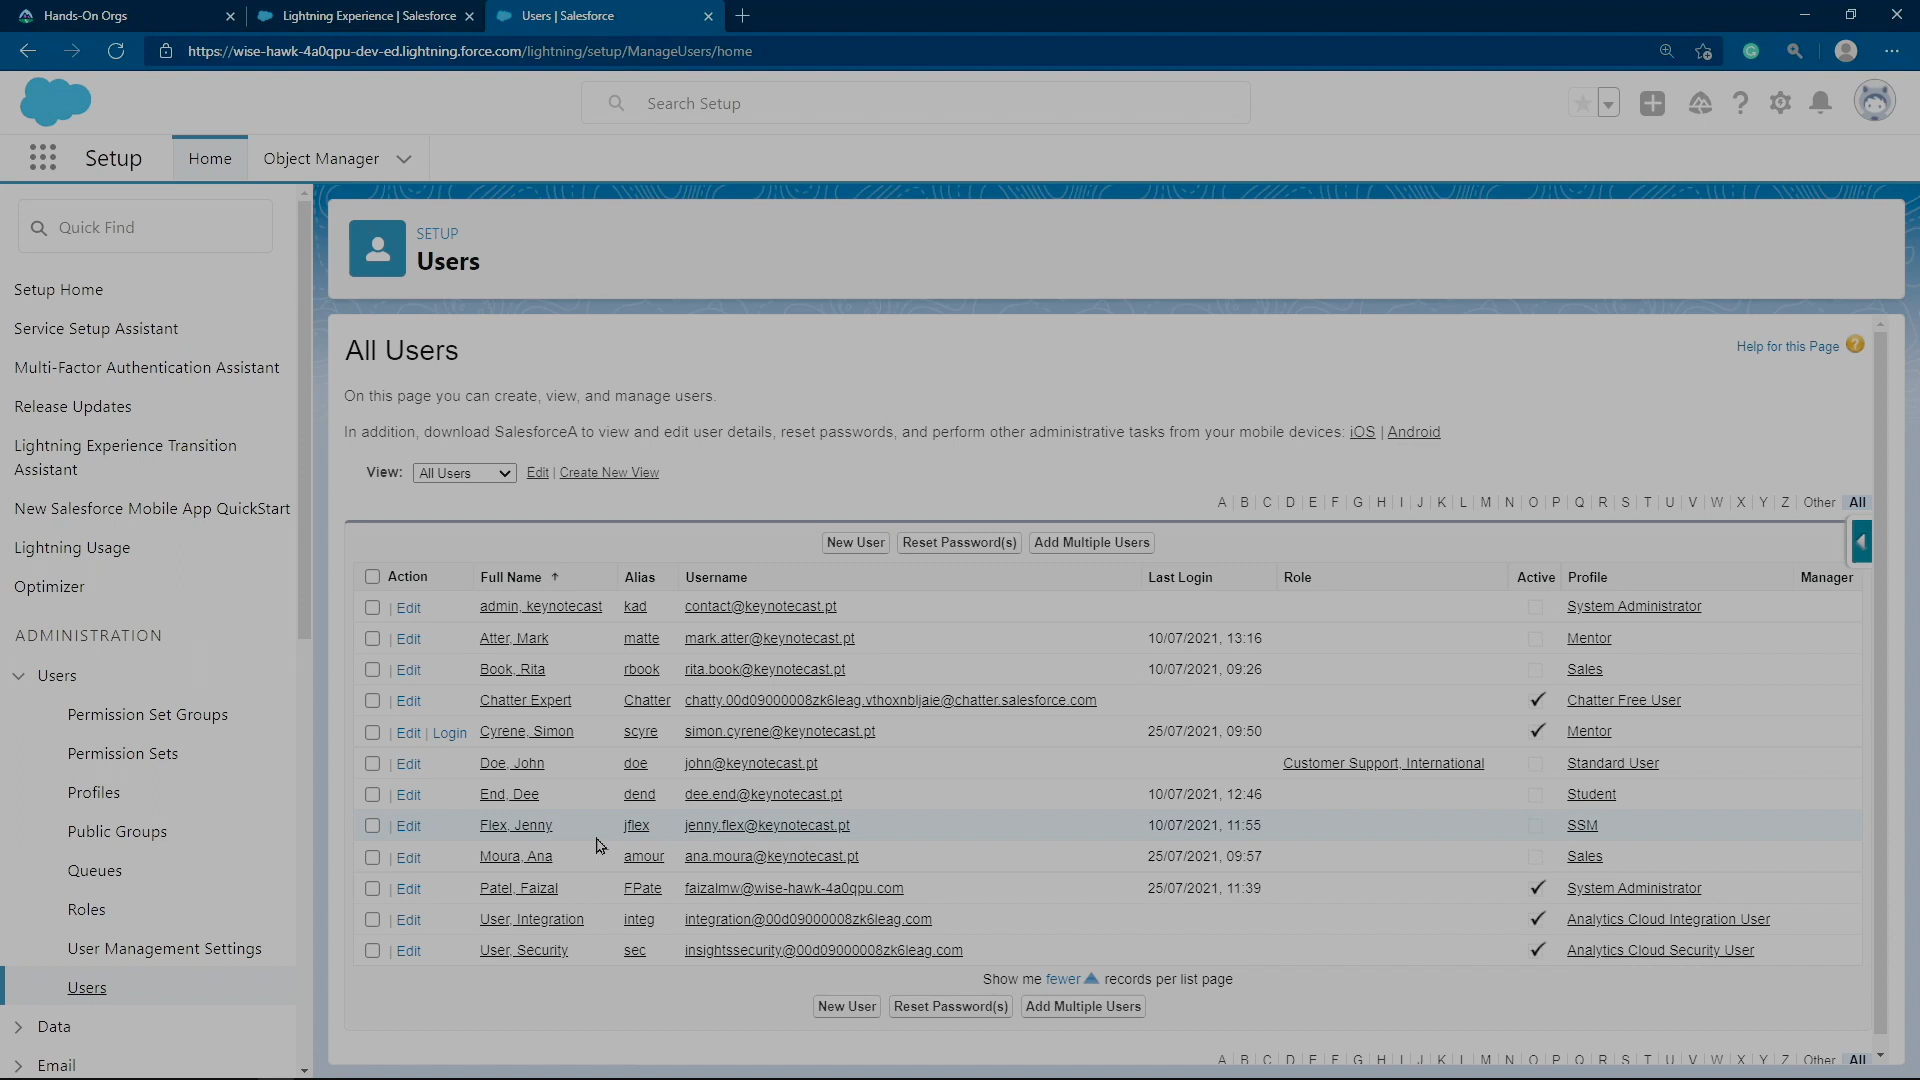 Hands-On Orgs
Lightning Experience | Salesforce
Users | Salesforce
https://wise-hawk-4a0qpu-dev-ed.lightning.force.com/lightning/setup/ManageUsers/home
Search Setup
Setup
Home
Object Manager
Quick Find
Setup Home
Service Setup Assistant
Multi-Factor Authentication Assistant
Release Updates
Lightning Experience Transition
Assistant
New Salesforce Mobile App QuickStart
Lightning Usage
Optimizer
ADMINISTRATION
Users
Permission Set Groups
Permission Sets
Profiles
Public Groups
Queues
Roles
User Management Settings
Users
Data
Email
SETUP
Users
All Users
Help for this Page
On this page you can create, view, and manage users.
In addition, download SalesforceA to view and edit user details, reset passwords, and perform other administrative tasks from your mobile devices: iOS | Android
View: All Users Edit | Create New View
A B C D E F G H I J K L M N O P Q R S T U V W X Y Z Other All
New User Reset Password(s) Add Multiple Users
Action Full Name Alias Username Last Login Role Active Profile Manager
| Edit admin, keynotecast kad contact@keynotecast.pt System Administrator
| Edit Atter, Mark matte mark.atter@keynotecast.pt 10/07/2021, 13:16 Mentor
| Edit Book, Rita rbook rita.book@keynotecast.pt 10/07/2021, 09:26 Sales
| Edit Chatter Expert Chatter chatty.00d09000008zk6leag.vthoxnbljaie@chatter.salesforce.com Chatter Free User
| Edit | Login Cyrene, Simon scyre simon.cyrene@keynotecast.pt 25/07/2021, 09:50 Mentor
| Edit Doe, John doe john@keynotecast.pt Customer Support, International Standard User
| Edit End, Dee dend dee.end@keynotecast.pt 10/07/2021, 12:46 Student
| Edit Flex, Jenny jflex jenny.flex@keynotecast.pt 10/07/2021, 11:55 SSM
| Edit Moura, Ana amour ana.moura@keynotecast.pt 25/07/2021, 09:57 Sales
| Edit Patel, Faizal FPate faizalmw@wise-hawk-4a0qpu.com 25/07/2021, 11:39 System Administrator
| Edit User, Integration integ integration@00d09000008zk6leag.com Analytics Cloud Integration User
| Edit User, Security sec insightssecurity@00d09000008zk6leag.com Analytics Cloud Security User
Show me fewer records per list page
New User Reset Password(s) Add Multiple Users
A B C D E F G H I J K L M N O P Q R S T U V W X Y Z Other All